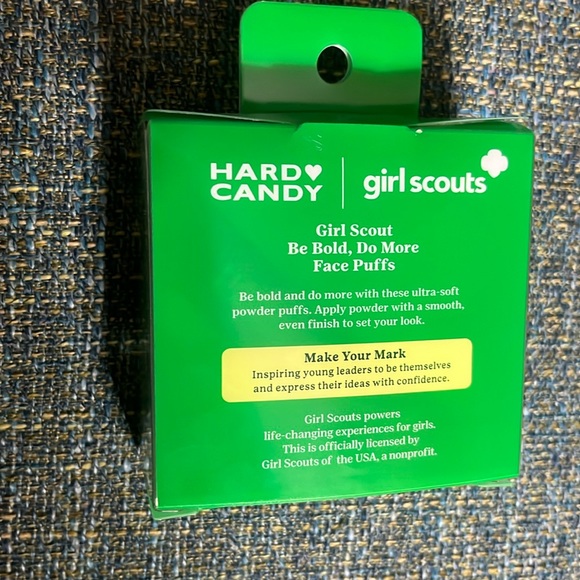 HARD♥
CANDY
girl scouts
Girl Scout
Be Bold, Do More
Face Puffs
Be bold and do more with these ultra-soft
powder puffs. Apply powder with a smooth,
even finish to set your look.
Make Your Mark
Inspiring young leaders to be themselves
and express their ideas with confidence.
Girl Scouts powers
life-changing experiences for girls.
This is officially licensed by
Girl Scouts of the USA, a nonprofit.